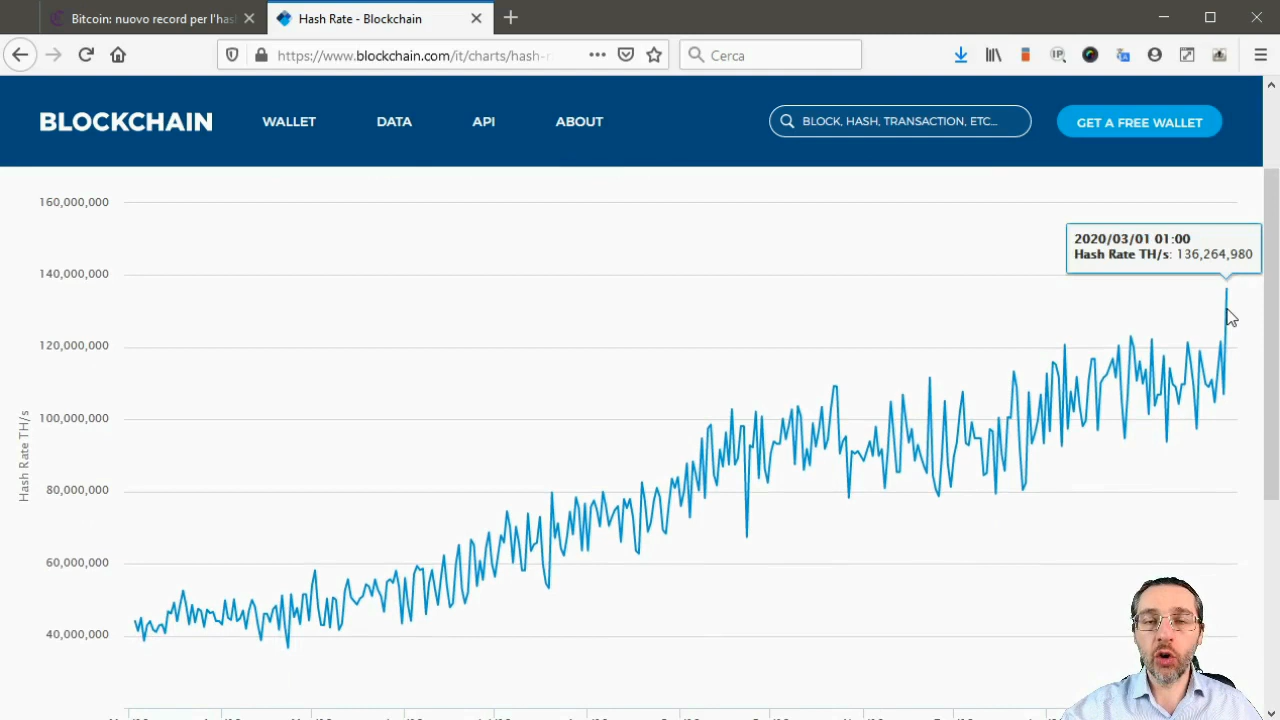 Bitcoin: nuovo record per l'has
Hash Rate - Blockchain
https://www.blockchain.com/it/charts/hash-r
Cerca
BLOCKCHAIN
WALLET
DATA
API
ABOUT
BLOCK, HASH, TRANSACTION, ETC...
GET A FREE WALLET
160,000,000
2020/03/01 01:00
Hash Rate TH/s: 136,264,980
140,000,000
120,000,000
100,000,000
Hash Rate TH/s
80,000,000
60,000,000
40,000,000